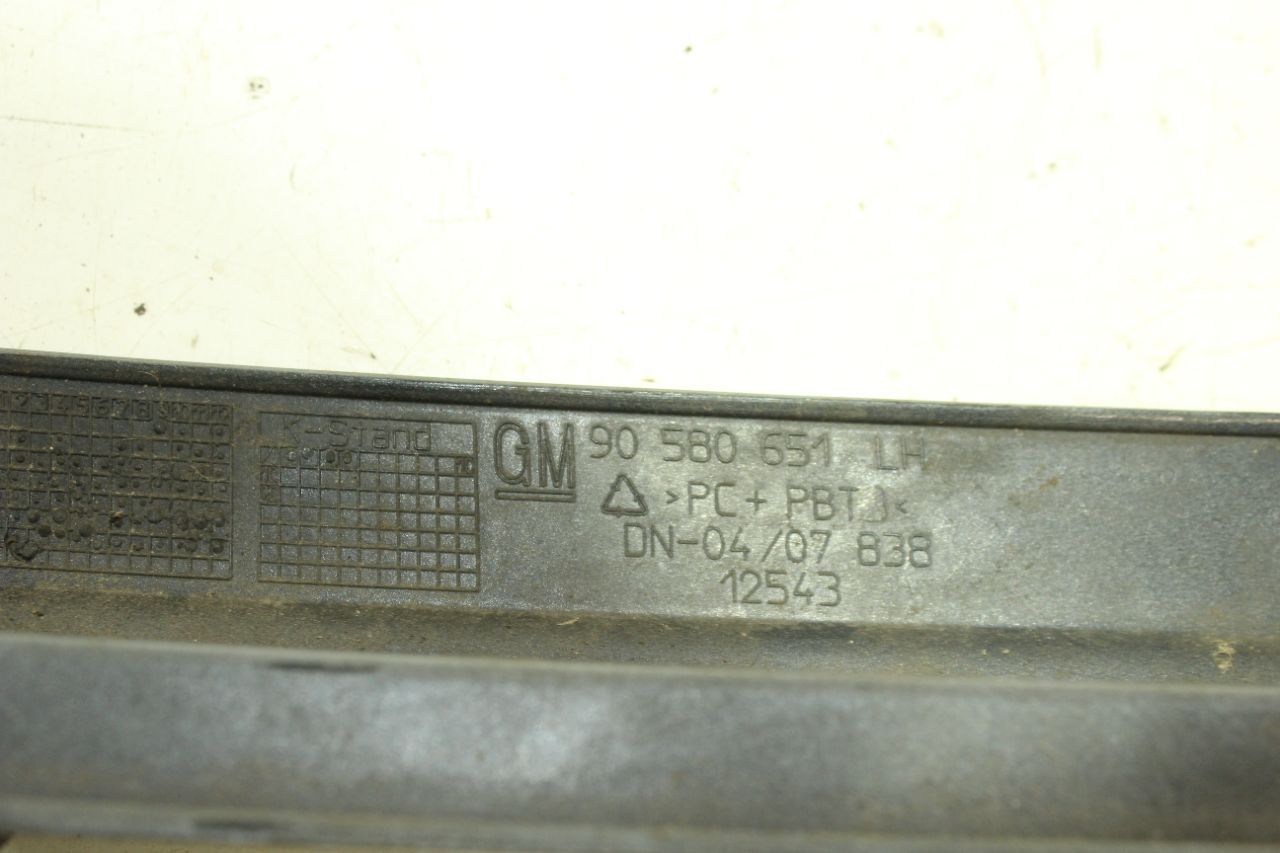 K-Stand
GM 90 580 651 LH
>PC + PBT<
DN-04/07 838
12543